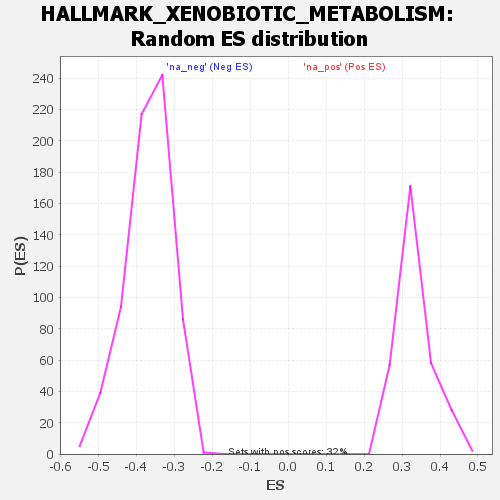 HALLMARK_XENOBIOTIC_METABOLISM:
Random ES distribution
'na_neg' (Neg ES) 'na_pos' (Pos ES)
P(ES)
240
220
200
180
160
140
120
100
80
60
40
20
0
Sets with pos scores: 32%
-0.6 -0.5 -0.4 -0.3 -0.2 -0.1 0.0 0.1 0.2 0.3 0.4 0.5
ES